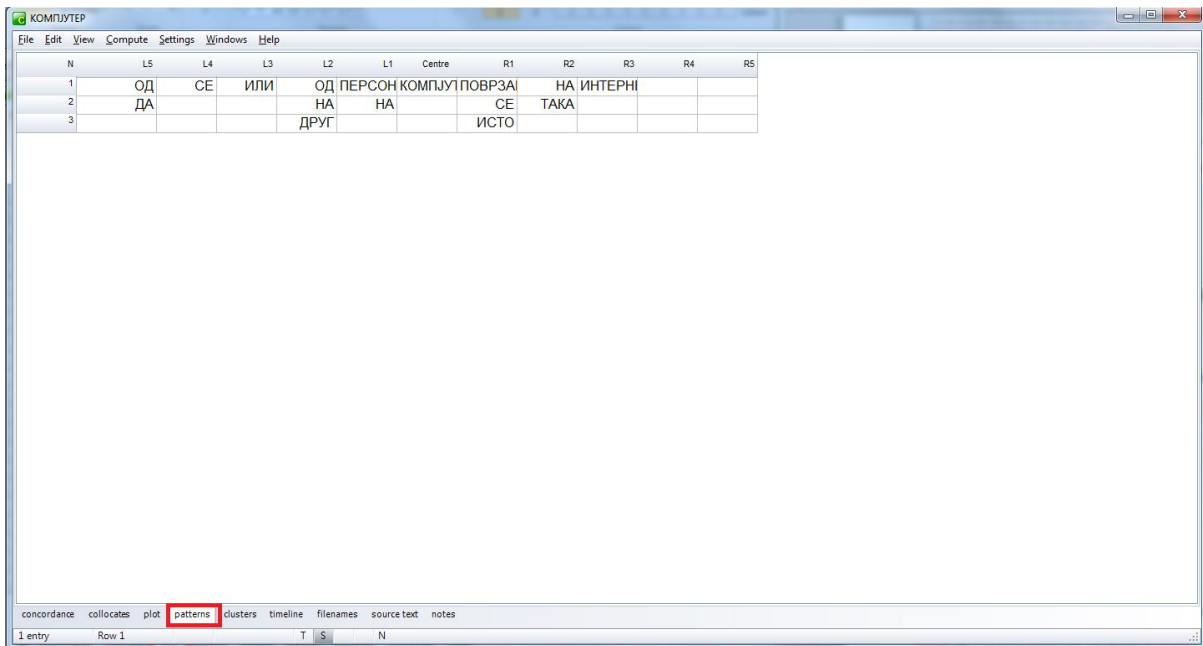 КОМПЈУТЕР
File Edit View Compute Settings Windows Help
N L5 L4 L3 L2 L1 Centre R1 R2 R3 R4 R5
1 ОД СЕ ИЛИ ОД ПЕРСОН КОМПЈУТ ПОВРЗА НА ИНТЕРН
2 ДА НА НА СЕ ТАКА
3 ДРУГ ИСТО
concordance collocates plot patterns clusters timeline filenames source text notes
1 entry Row 1 T S N